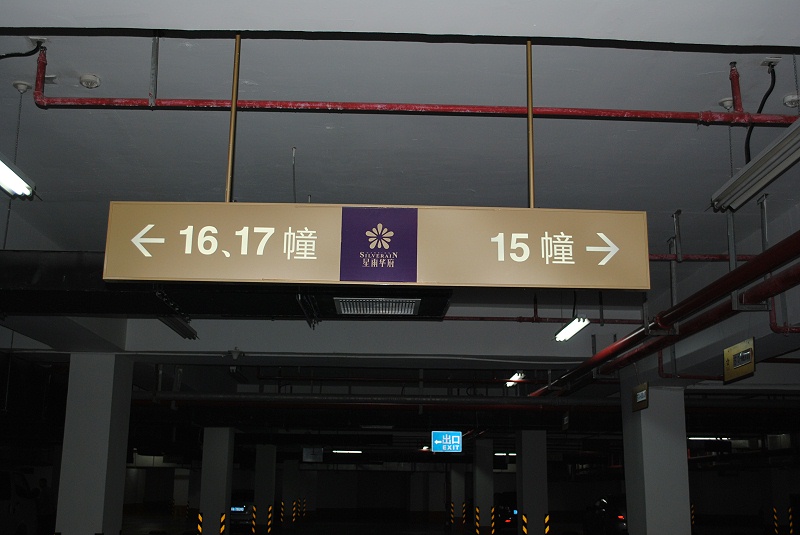 ← 16、17 幢
SILVERAIN
星雨华府
15 幢 →
←出口
EXIT